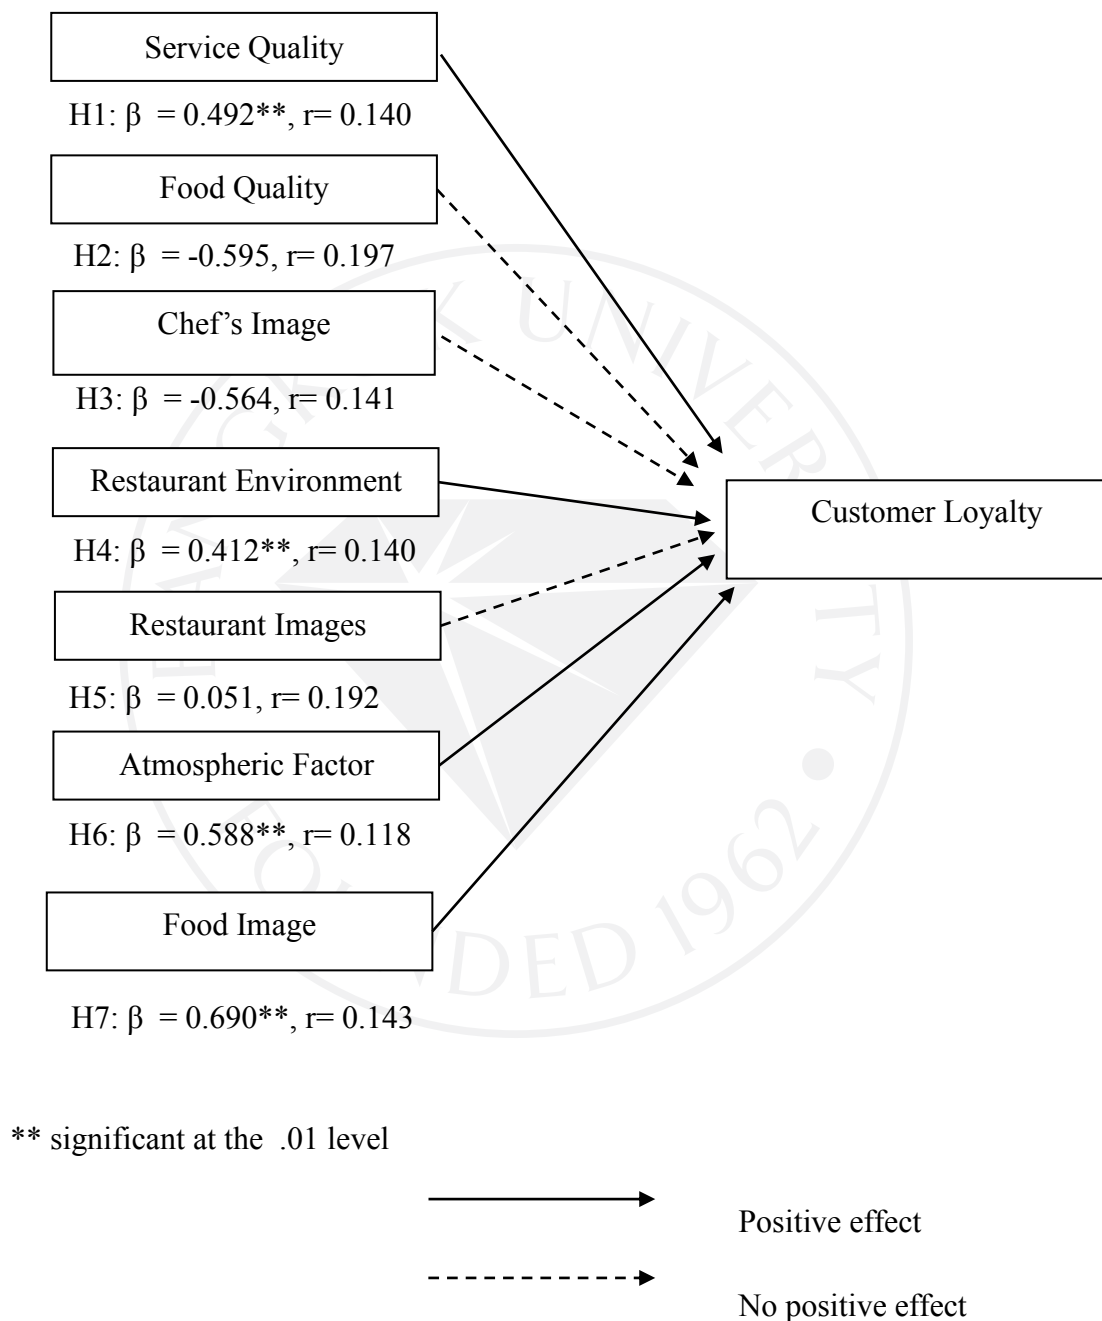 Service Quality
H1: β = 0.492**, r= 0.140
Food Quality
H2: β = -0.595, r= 0.197
Chef’s Image
H3: β = -0.564, r= 0.141
Restaurant Environment
H4: β = 0.412**, r= 0.140
Customer Loyalty
Restaurant Images
H5: β = 0.051, r= 0.192
Atmospheric Factor
H6: β = 0.588**, r= 0.118
Food Image
H7: β = 0.690**, r= 0.143
** significant at the .01 level
Positive effect
No positive effect
UNIVERSITY
1962